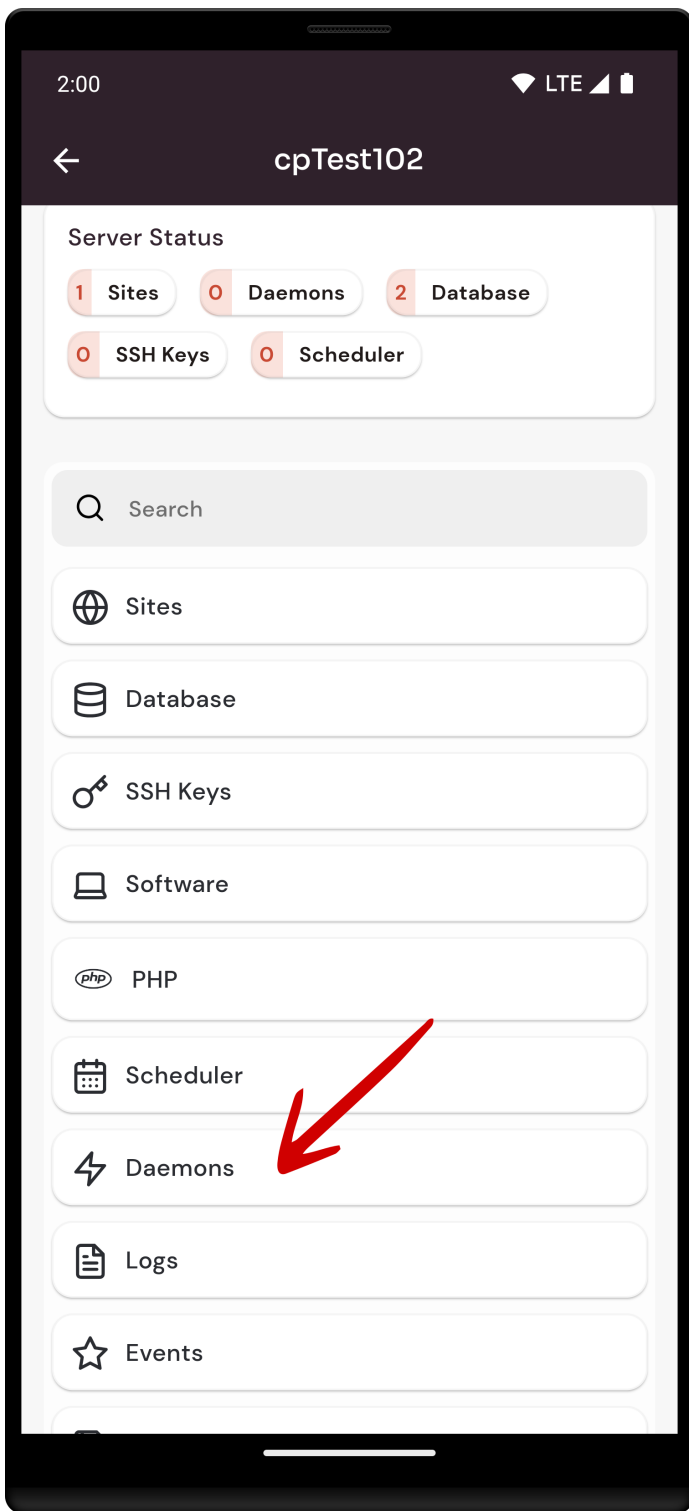 2:00 LTE
cpTest102
Server Status
1 Sites 0 Daemons 2 Database
0 SSH Keys 0 Scheduler
Search
Sites
Database
SSH Keys
Software
php PHP
Scheduler
Daemons
Logs
Events